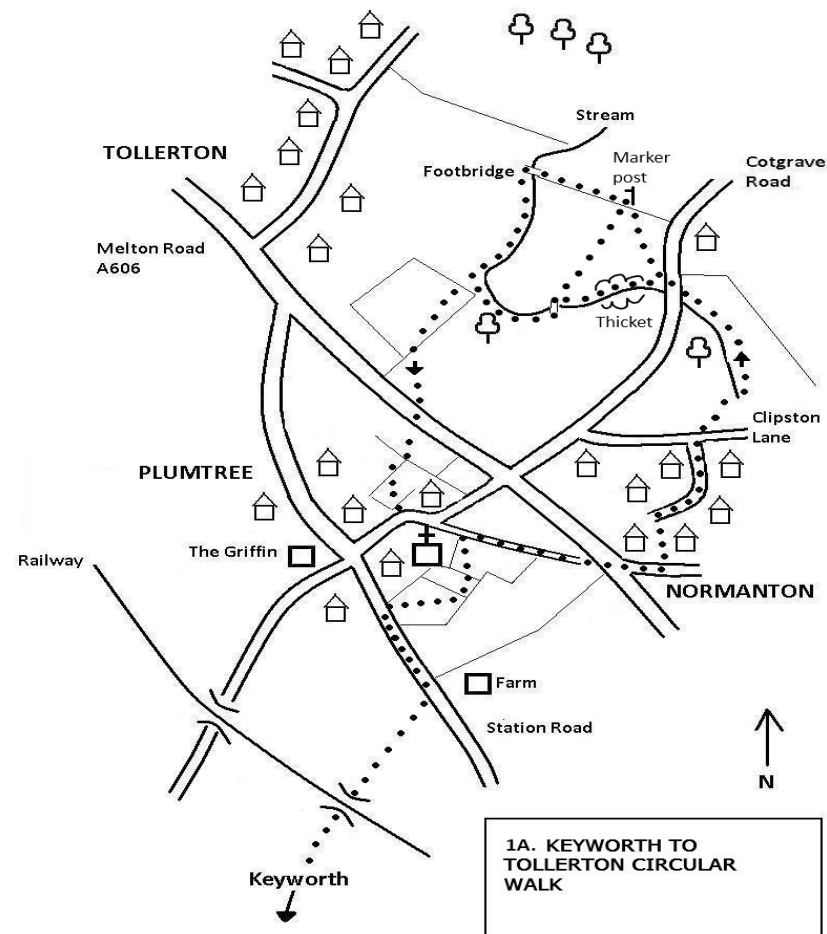 Stream
TOLLERTON
Footbridge
Marker
post
Cotgrave
Road
Melton Road
A606
Thicket
Clipston
Lane
PLUMTREE
The Griffin
Railway
NORMANTON
Farm
Station Road
N
1A. KEYWORTH TO
TOLLERTON CIRCULAR
WALK
Keyworth